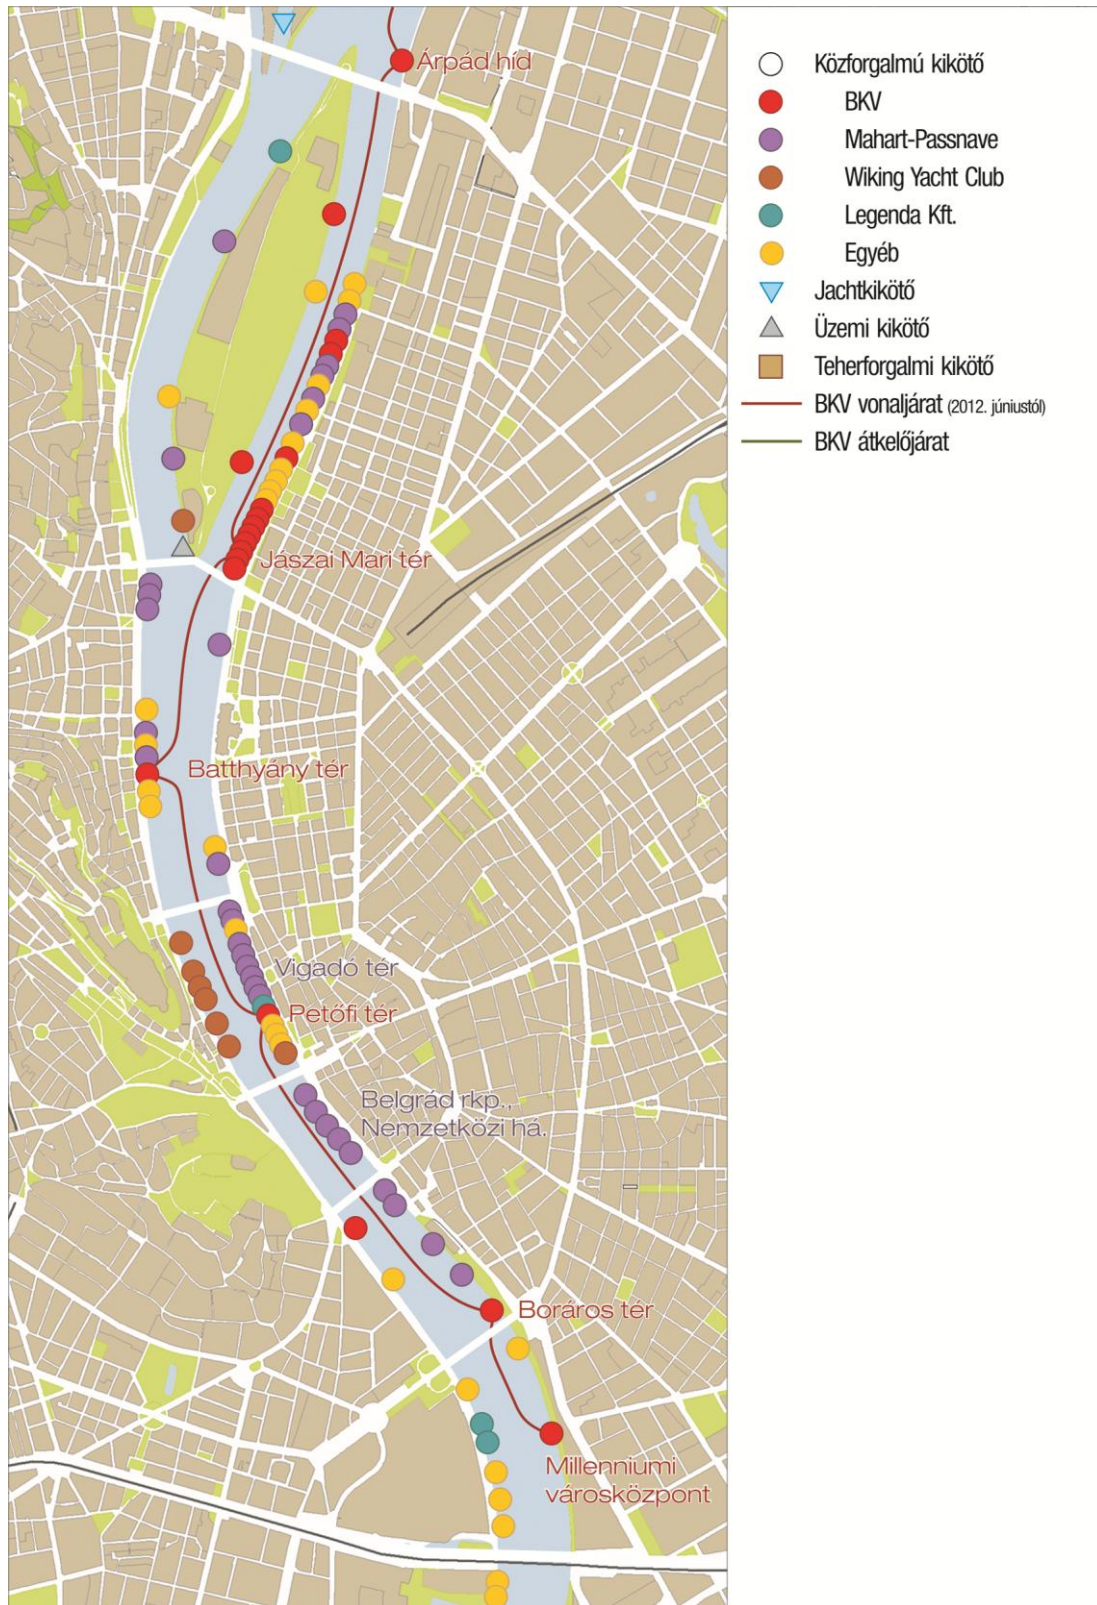 Árpád híd
Jászai Mari tér
Batthyány tér
Vigadó tér
Petőfi tér
Belgrád rkp.,
Nemzetközi há.
Boráros tér
Millenniumi
városközpont
Közforgalmú kikötő
BKV
Mahart-Passnave
Wiking Yacht Club
Legenda Kft.
Egyéb
Jachtkikötő
Üzemi kikötő
Teherforgalmi kikötő
BKV vonaljárat (2012. júniustól)
BKV átkelőjárat